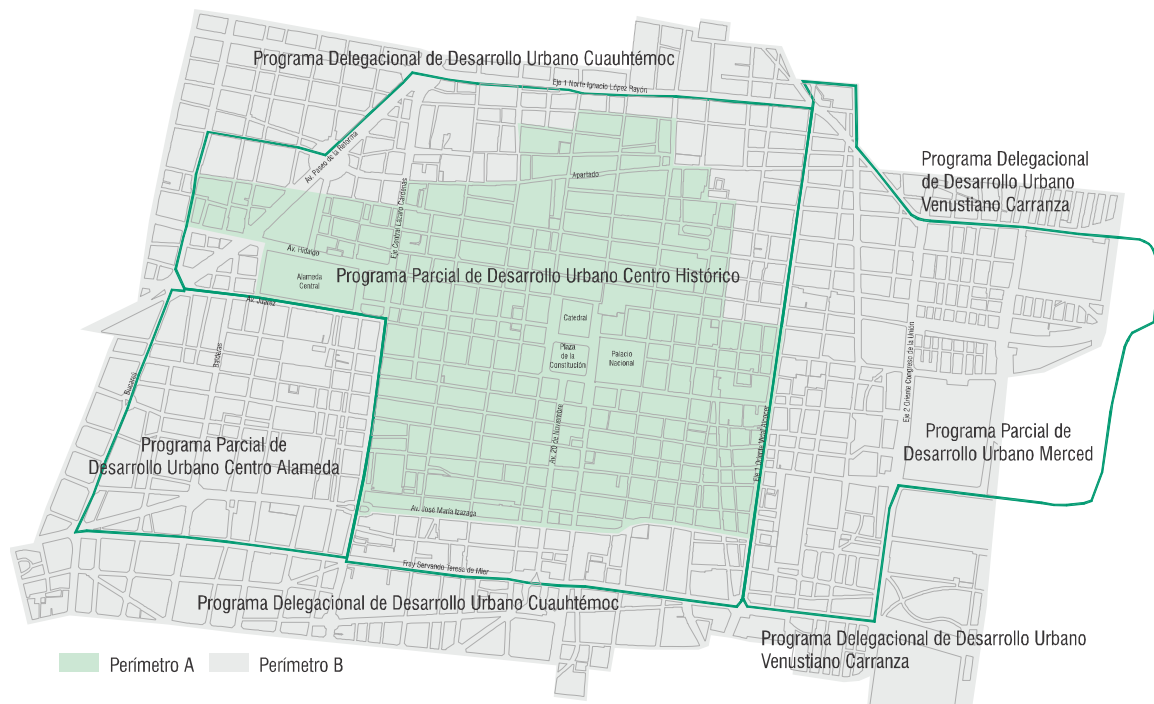 Programa Delegacional de Desarrollo Urbano Cuauhtémoc
Eje 1 Norte Ignacio López Rayón
Av. Paseo de la Reforma
Programa Delegacional
de Desarrollo Urbano
Venustiano Carranza
Apartado
Eje Central Lázaro Cárdenas
Av. Hidalgo
Alameda
Central
Programa Parcial de Desarrollo Urbano Centro Histórico
Av. Juárez
Catedral
Plaza
de la
Constitución
Palacio
Nacional
Balderas
Bucareli
Eje 2 Oriente Congreso de la Unión
Av. 20 de Noviembre
Eje 1 Oriente
Programa Parcial de
Desarrollo Urbano Centro Alameda
Programa Parcial de
Desarrollo Urbano Merced
Av. José María Izazaga
Fray Servando Teresa de Mier
Programa Delegacional de Desarrollo Urbano Cuauhtémoc
Programa Delegacional de Desarrollo Urbano
Venustiano Carranza
Perímetro A
Perímetro B